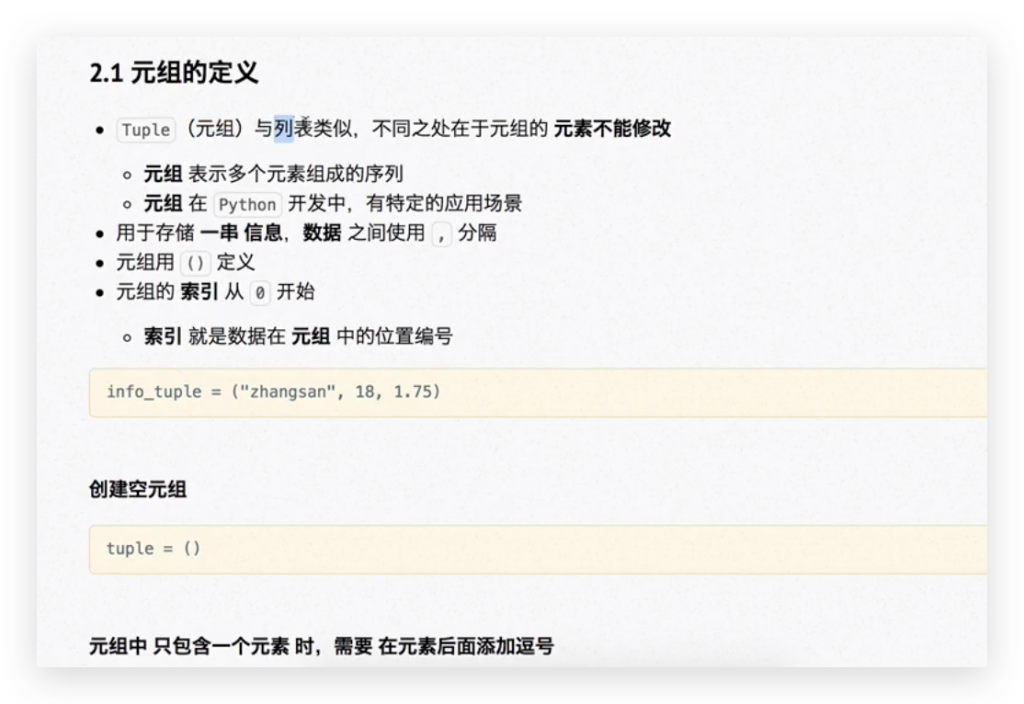 2.1 元组的定义
Tuple（元组）与列表类似，不同之处在于元组的 元素不能修改
元组 表示多个元素组成的序列
元组 在 Python 开发中，有特定的应用场景
用于存储 一串 信息，数据 之间使用 , 分隔
元组用 () 定义
元组的 索引 从 0 开始
索引 就是数据在 元组 中的位置编号
info_tuple = ("zhangsan", 18, 1.75)
创建空元组
tuple = ()
元组中 只包含一个元素 时，需要 在元素后面添加逗号